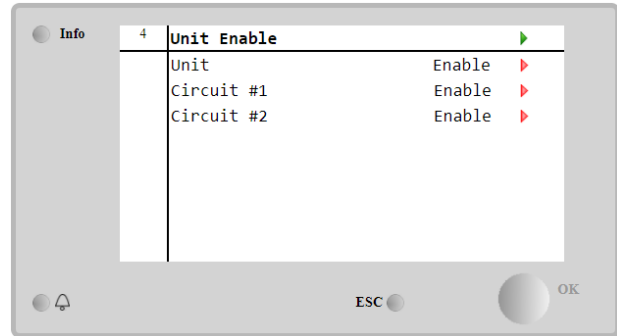 Info
4 Unit Enable
Unit Enable
Circuit #1 Enable
Circuit #2 Enable
ESC
OK